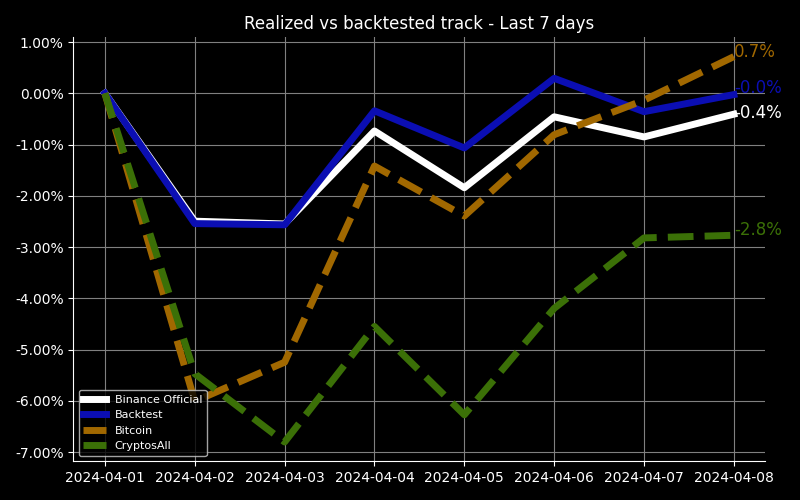 Realized vs backtested track - Last 7 days
1.00%
0.00%
-1.00%
-2.00%
-3.00%
-4.00%
-5.00%
-6.00%
-7.00%
0.7%
-0.0%
-0.4%
-2.8%
Binance Official
Backtest
Bitcoin
CryptosAll
2024-04-01 2024-04-02 2024-04-03 2024-04-04 2024-04-05 2024-04-06 2024-04-07 2024-04-08